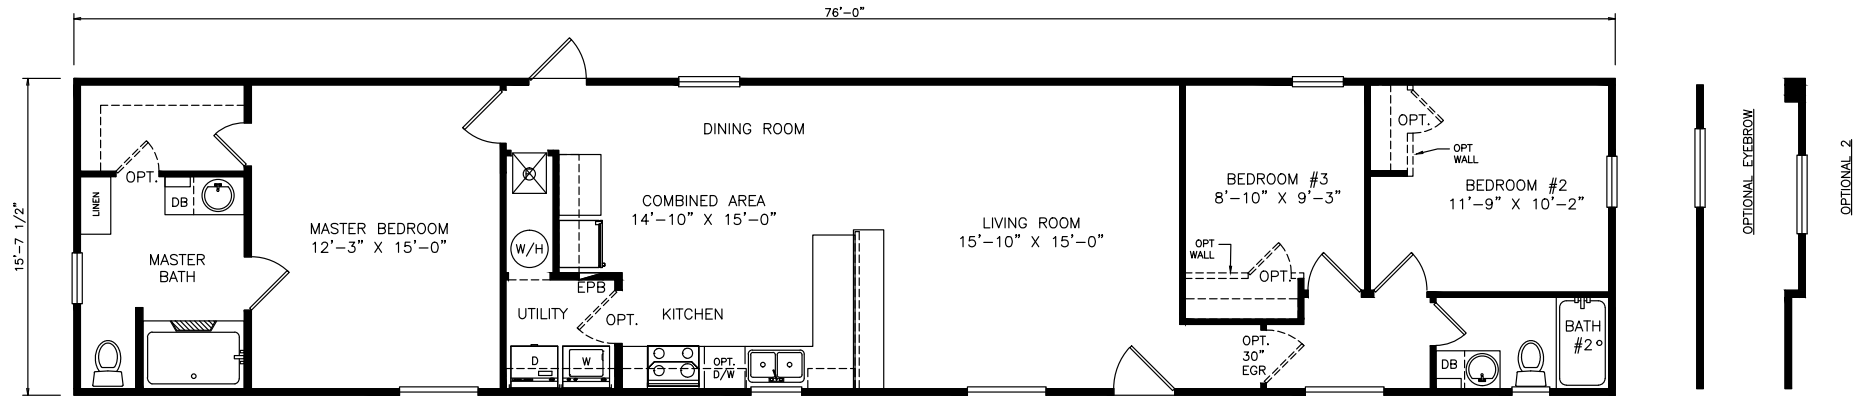 76'-0"
15'-7 1/2"
DINING ROOM
OPT.
LINEN
DB
MASTER
BATH
MASTER BEDROOM
12'-3" X 15'-0"
W/H
COMBINED AREA
14'-10" X 15'-0"
EPB
UTILITY
OPT.
KITCHEN
D
W
OPT.
D/W
LIVING ROOM
15'-10" X 15'-0"
BEDROOM #3
8'-10" X 9'-3"
OPT
WALL
OPT.
OPT.
30"
EGR
OPT.
OPT
WALL
BEDROOM #2
11'-9" X 10'-2"
DB
BATH
#2
OPTIONAL EYEBROW
OPTIONAL 2